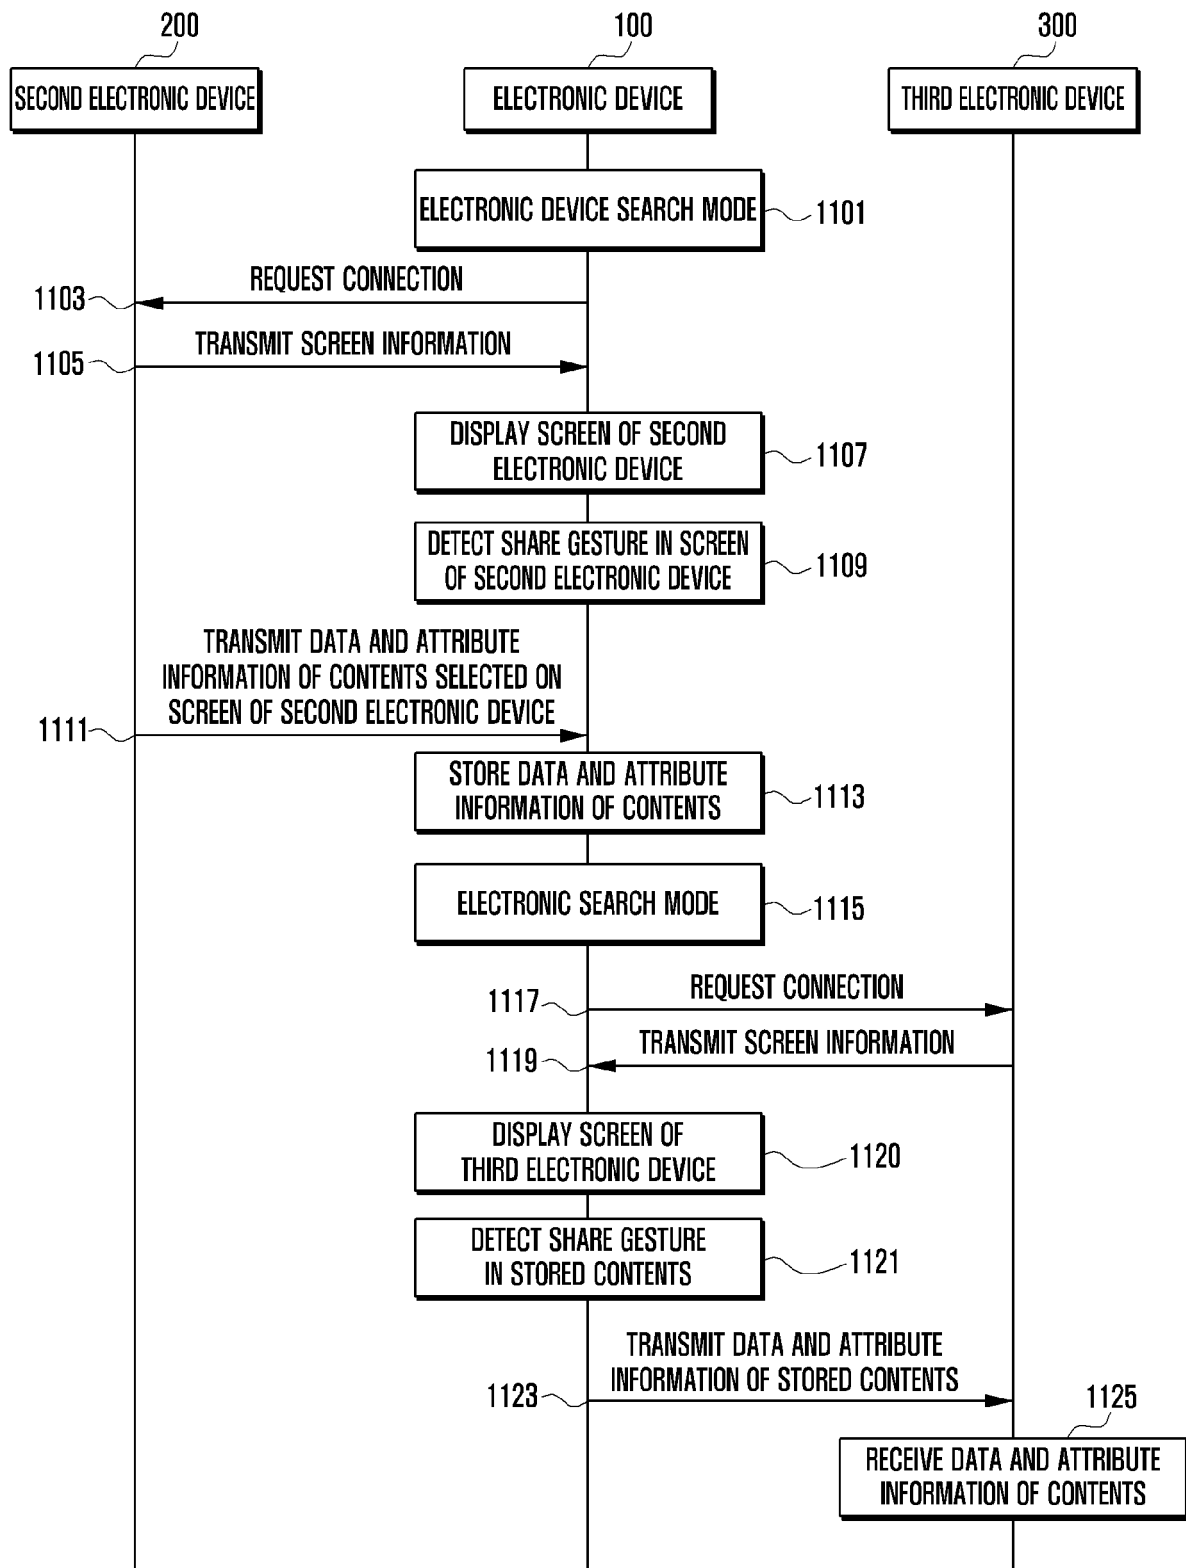 200
100
300
SECOND ELECTRONIC DEVICE
ELECTRONIC DEVICE
THIRD ELECTRONIC DEVICE
ELECTRONIC DEVICE SEARCH MODE
1101
REQUEST CONNECTION
1103
TRANSMIT SCREEN INFORMATION
1105
DISPLAY SCREEN OF SECOND
ELECTRONIC DEVICE
1107
DETECT SHARE GESTURE IN SCREEN
OF SECOND ELECTRONIC DEVICE
1109
TRANSMIT DATA AND ATTRIBUTE
INFORMATION OF CONTENTS SELECTED ON
SCREEN OF SECOND ELECTRONIC DEVICE
1111
STORE DATA AND ATTRIBUTE
INFORMATION OF CONTENTS
1113
ELECTRONIC SEARCH MODE
1115
REQUEST CONNECTION
1117
TRANSMIT SCREEN INFORMATION
1119
DISPLAY SCREEN OF
THIRD ELECTRONIC DEVICE
1120
DETECT SHARE GESTURE
IN STORED CONTENTS
1121
TRANSMIT DATA AND ATTRIBUTE
INFORMATION OF STORED CONTENTS
1123
1125
RECEIVE DATA AND ATTRIBUTE
INFORMATION OF CONTENTS